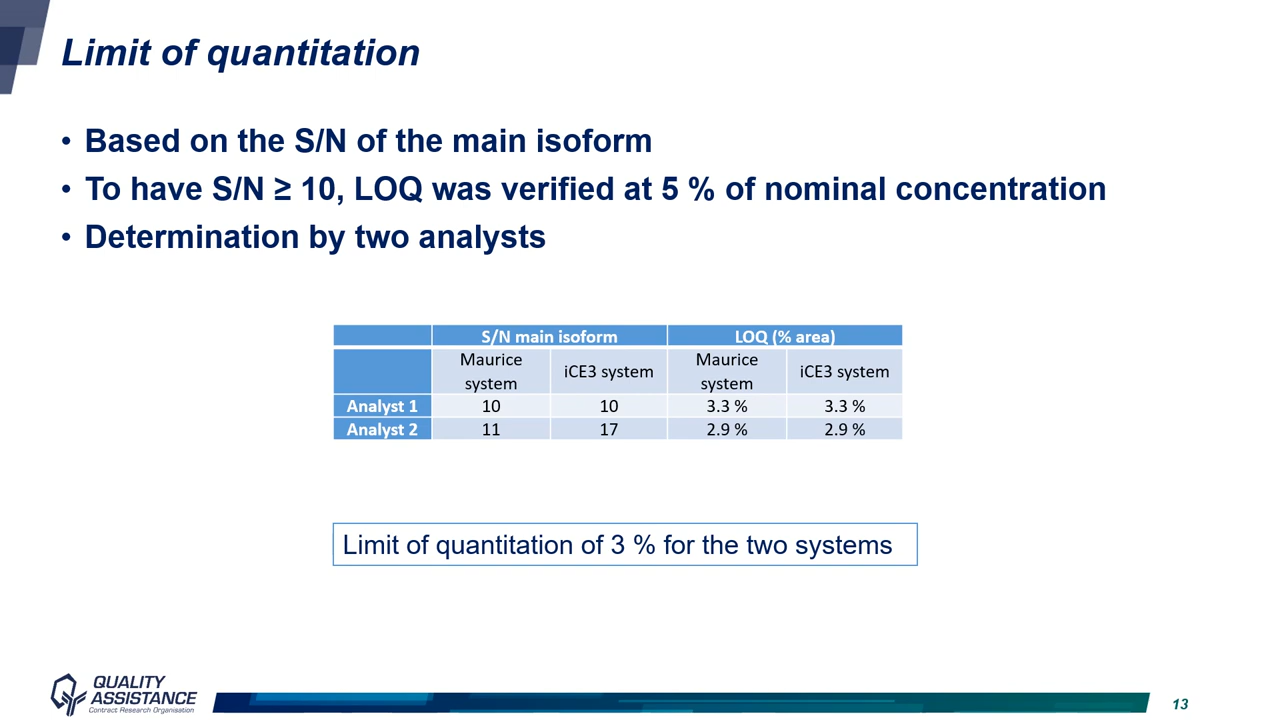 Limit of quantitation
• Based on the S/N of the main isoform
• To have S/N ≥ 10, LOQ was verified at 5 % of nominal concentration
• Determination by two analysts
S/N main isoform LOQ (% area)
Maurice system iCE3 system Maurice system iCE3 system
Analyst 1 10 10 3.3 % 3.3 %
Analyst 2 11 17 2.9 % 2.9 %
Limit of quantitation of 3 % for the two systems
QUALITY
ASSISTANCE
Contract Research Organisation
13